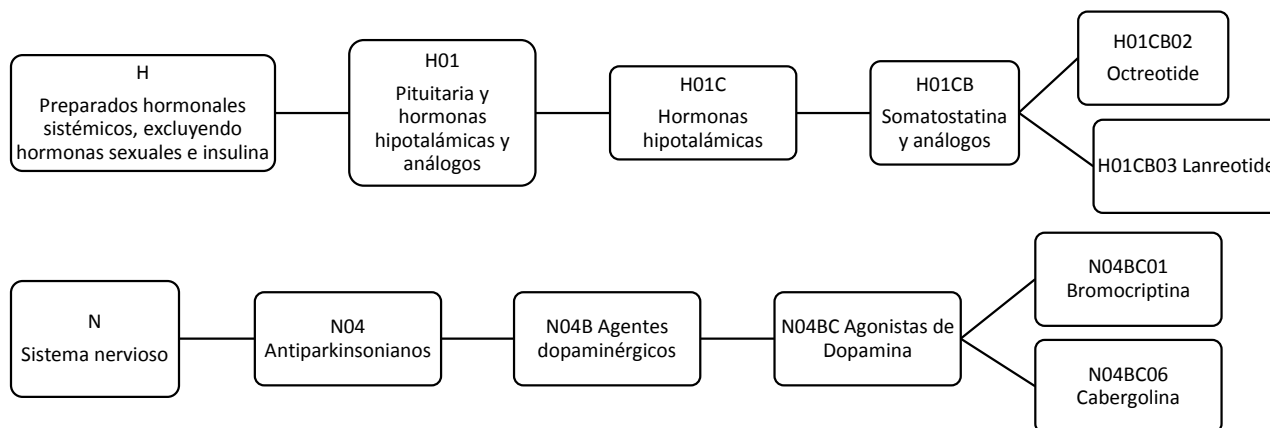 H
Preparados hormonales
sistémicos, excluyendo
hormonas sexuales e insulina
H01
Pituitaria y
hormonas
hipotalámicas y
análogos
H01C
Hormonas
hipotalámicas
H01CB
Somatostatina
y análogos
H01CB02
Octreotide
H01CB03 Lanreotide
N
Sistema nervioso
N04
Antiparkinsonianos
N04B Agentes
dopaminérgicos
N04BC Agonistas de
Dopamina
N04BC01
Bromocriptina
N04BC06
Cabergolina